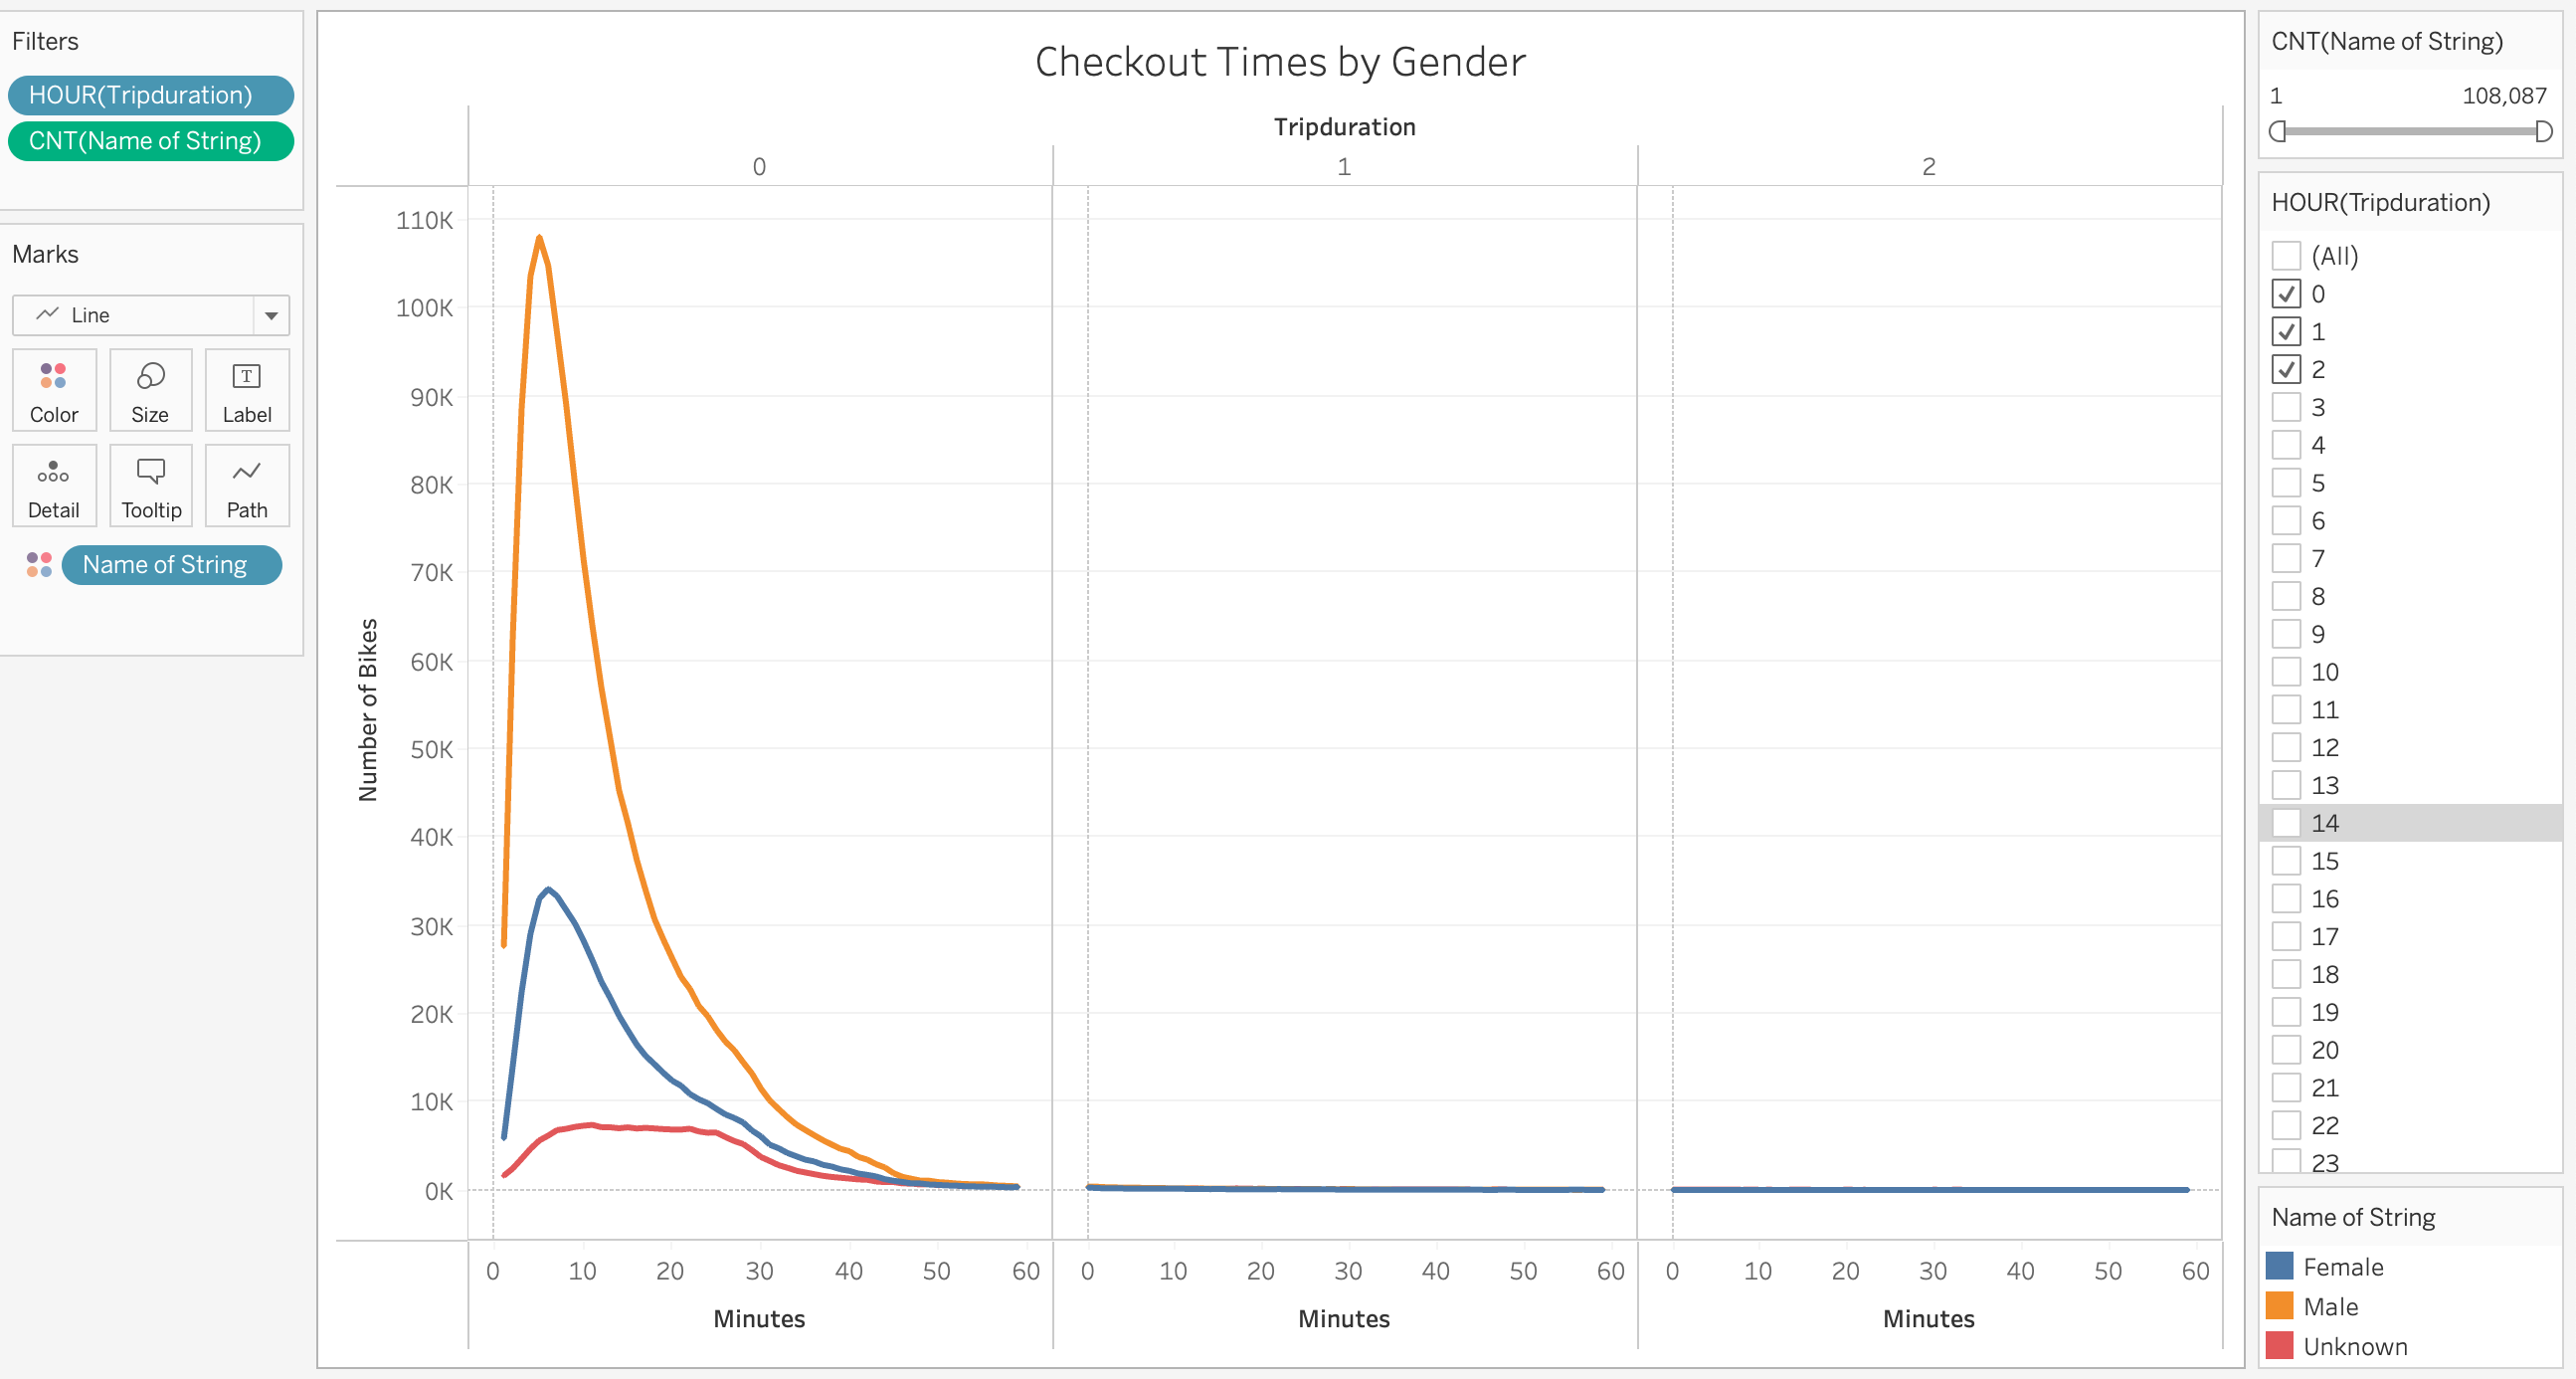 Filters
HOUR(Tripduration)
CNT(Name of String)
Marks
Line
Color Size Label
T
Detail Tooltip Path
Name of String
Checkout Times by Gender
Tripduration
0 1 2
Number of Bikes
110K
100K
90K
80K
70K
60K
50K
40K
30K
20K
10K
0K
0 10 20 30 40 50 60 0 10 20 30 40 50 60 0 10 20 30 40 50 60
Minutes Minutes Minutes
CNT(Name of String)
1 108,087
HOUR(Tripduration)
(All)
0
1
2
3
4
5
6
7
8
9
10
11
12
13
14
15
16
17
18
19
20
21
22
23
Name of String
Female
Male
Unknown